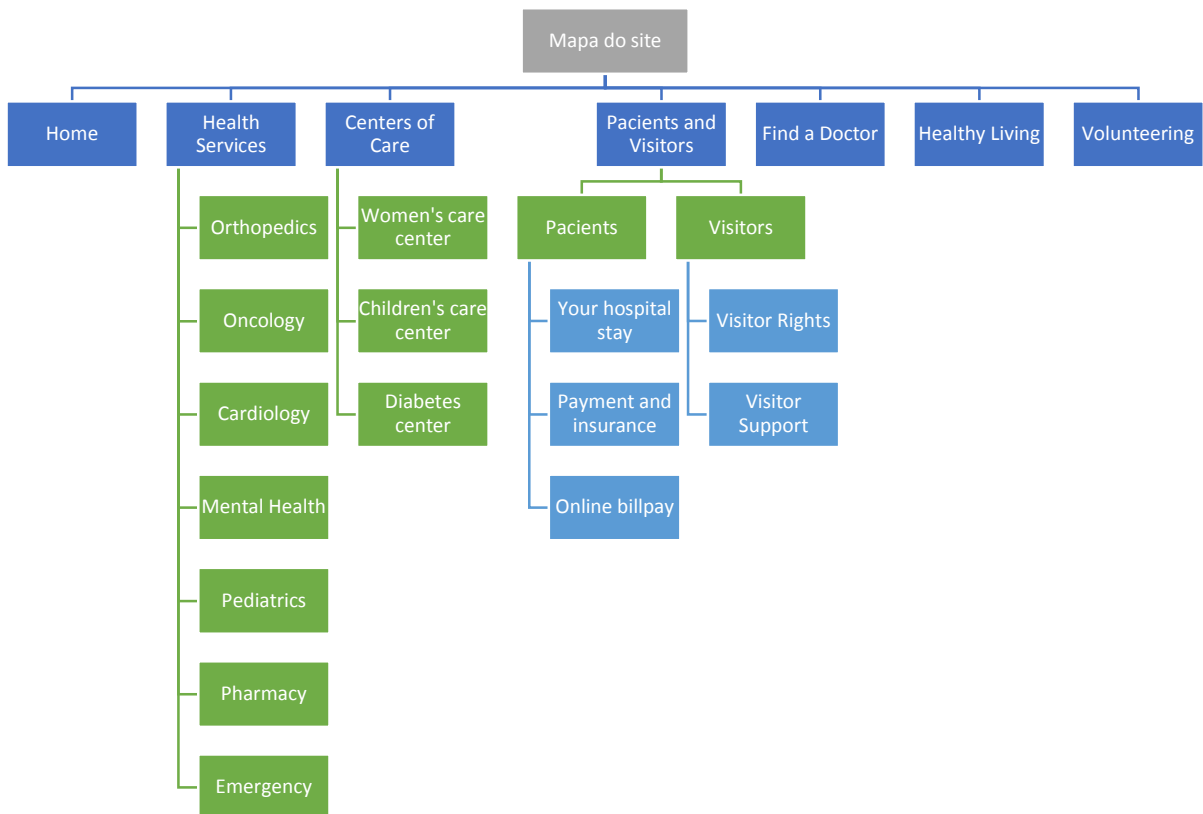 Mapa do site
Home
Health
Services
Centers of
Care
Pacients and
Visitors
Find a Doctor
Healthy Living
Volunteering
Orthopedics
Oncology
Cardiology
Mental Health
Pediatrics
Pharmacy
Emergency
Women's care
center
Children's care
center
Diabetes
center
Pacients
Your hospital
stay
Payment and
insurance
Online billpay
Visitors
Visitor Rights
Visitor
Support